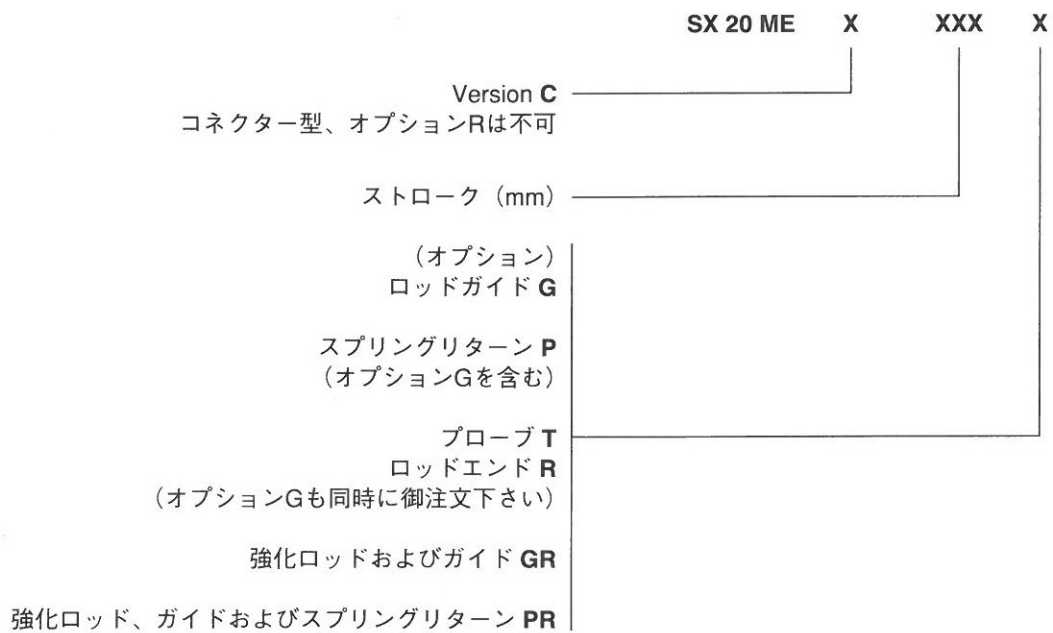 SX 20 ME X XXX X
Version C
コネクター型、オプションRは不可
ストローク（mm）
（オプション）
ロッドガイド G
スプリングリターン P
（オプションGを含む）
プローブ T
ロッドエンド R
（オプションGも同時に御注文下さい）
強化ロッドおよびガイド GR
強化ロッド、ガイドおよびスプリングリターン PR